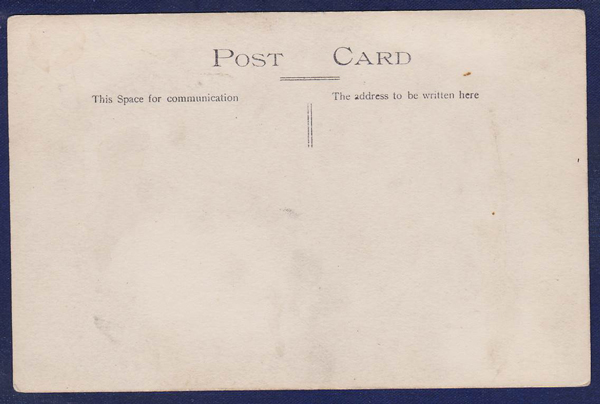 Post Card
This Space for communication
The address to be written here